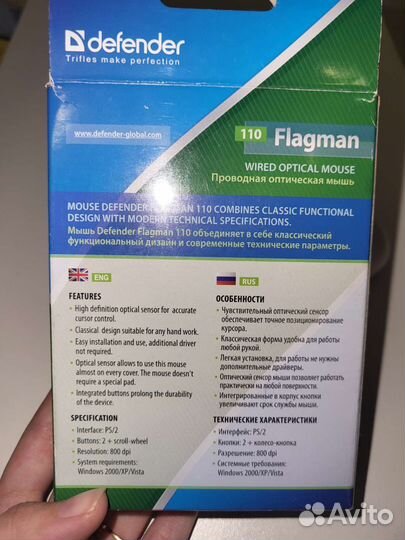 defender
Trifles make perfection
www.defender-global.com
110 Flagman
WIRED OPTICAL MOUSE
Проводная оптическая мышь
MOUSE DEFENDER FLAGMAN 110 COMBINES CLASSIC FUNCTIONAL
DESIGN WITH MODERN TECHNICAL SPECIFICATIONS.
Мышь Defender Flagman 110 объединяет в себе классический
функциональный дизайн и современные технические параметры.
ENG
FEATURES
• High definition optical sensor for accurate
cursor control.
• Classical design suitable for any hand work.
• Easy installation and use, additional driver
not required.
• Optical sensor allows to use this mouse
almost on every cover. The mouse doesn't
require a special pad.
• Integrated buttons prolong the durability
of the device.
SPECIFICATION
• Interface: PS/2
• Buttons: 2 + scroll-wheel
• Resolution: 800 dpi
• System requirements:
Windows 2000/XP/Vista
RUS
ОСОБЕННОСТИ
• Чувствительный оптический сенсор
обеспечивает точное позиционирование
курсора.
• Классическая форма удобна для работы
любой рукой.
• Легкая установка, для работы не нужны
дополнительные драйверы.
• Оптический сенсор мыши позволяет работать
практически на любой поверхности.
• Интегрированные в корпус кнопки
увеличивают срок службы мыши.
ТЕХНИЧЕСКИЕ ХАРАКТЕРИСТИКИ
• Интерфейс: PS/2
• Кнопки: 2 + колесо-кнопка
• Разрешение: 800 dpi
• Системные требования:
Windows 2000/XP/Vista
Avito